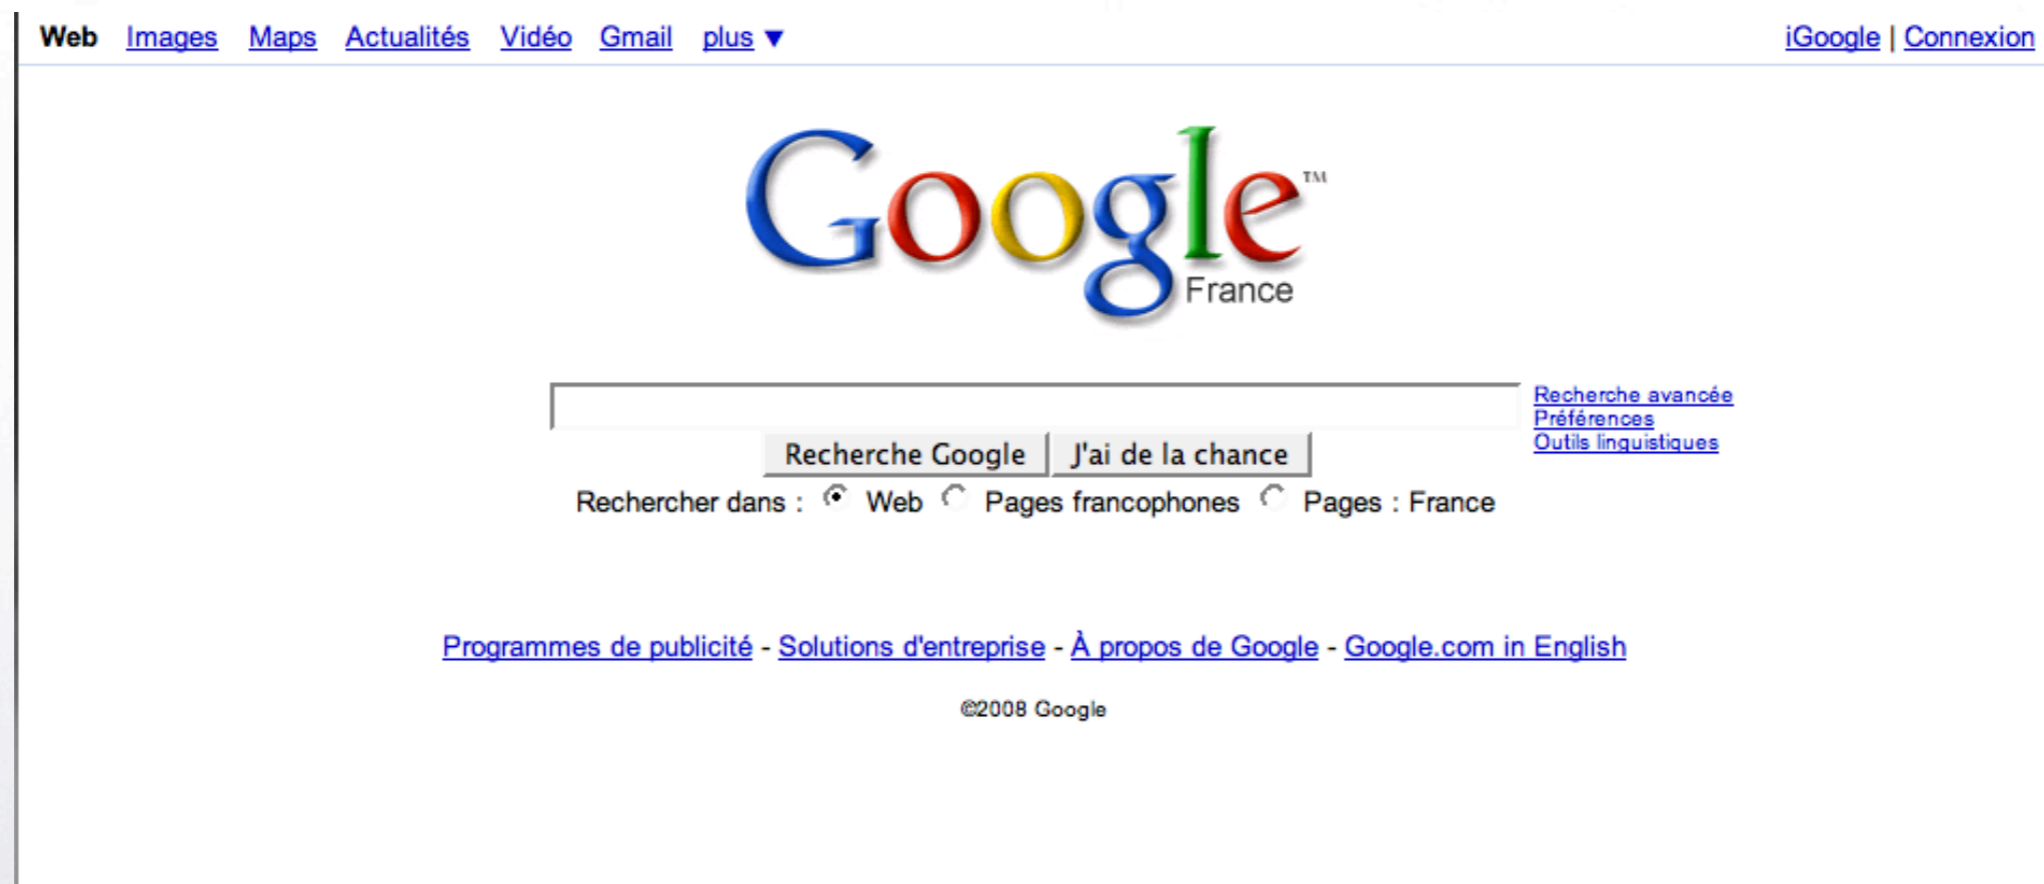 Web Images Maps Actualités Vidéo Gmail plus ▼ iGoogle | Connexion
Google™
France
Recherche avancée
Préférences
Outils linguistiques
Recherche Google J'ai de la chance
Rechercher dans : Web Pages francophones Pages : France
Programmes de publicité - Solutions d'entreprise - À propos de Google - Google.com in English
©2008 Google